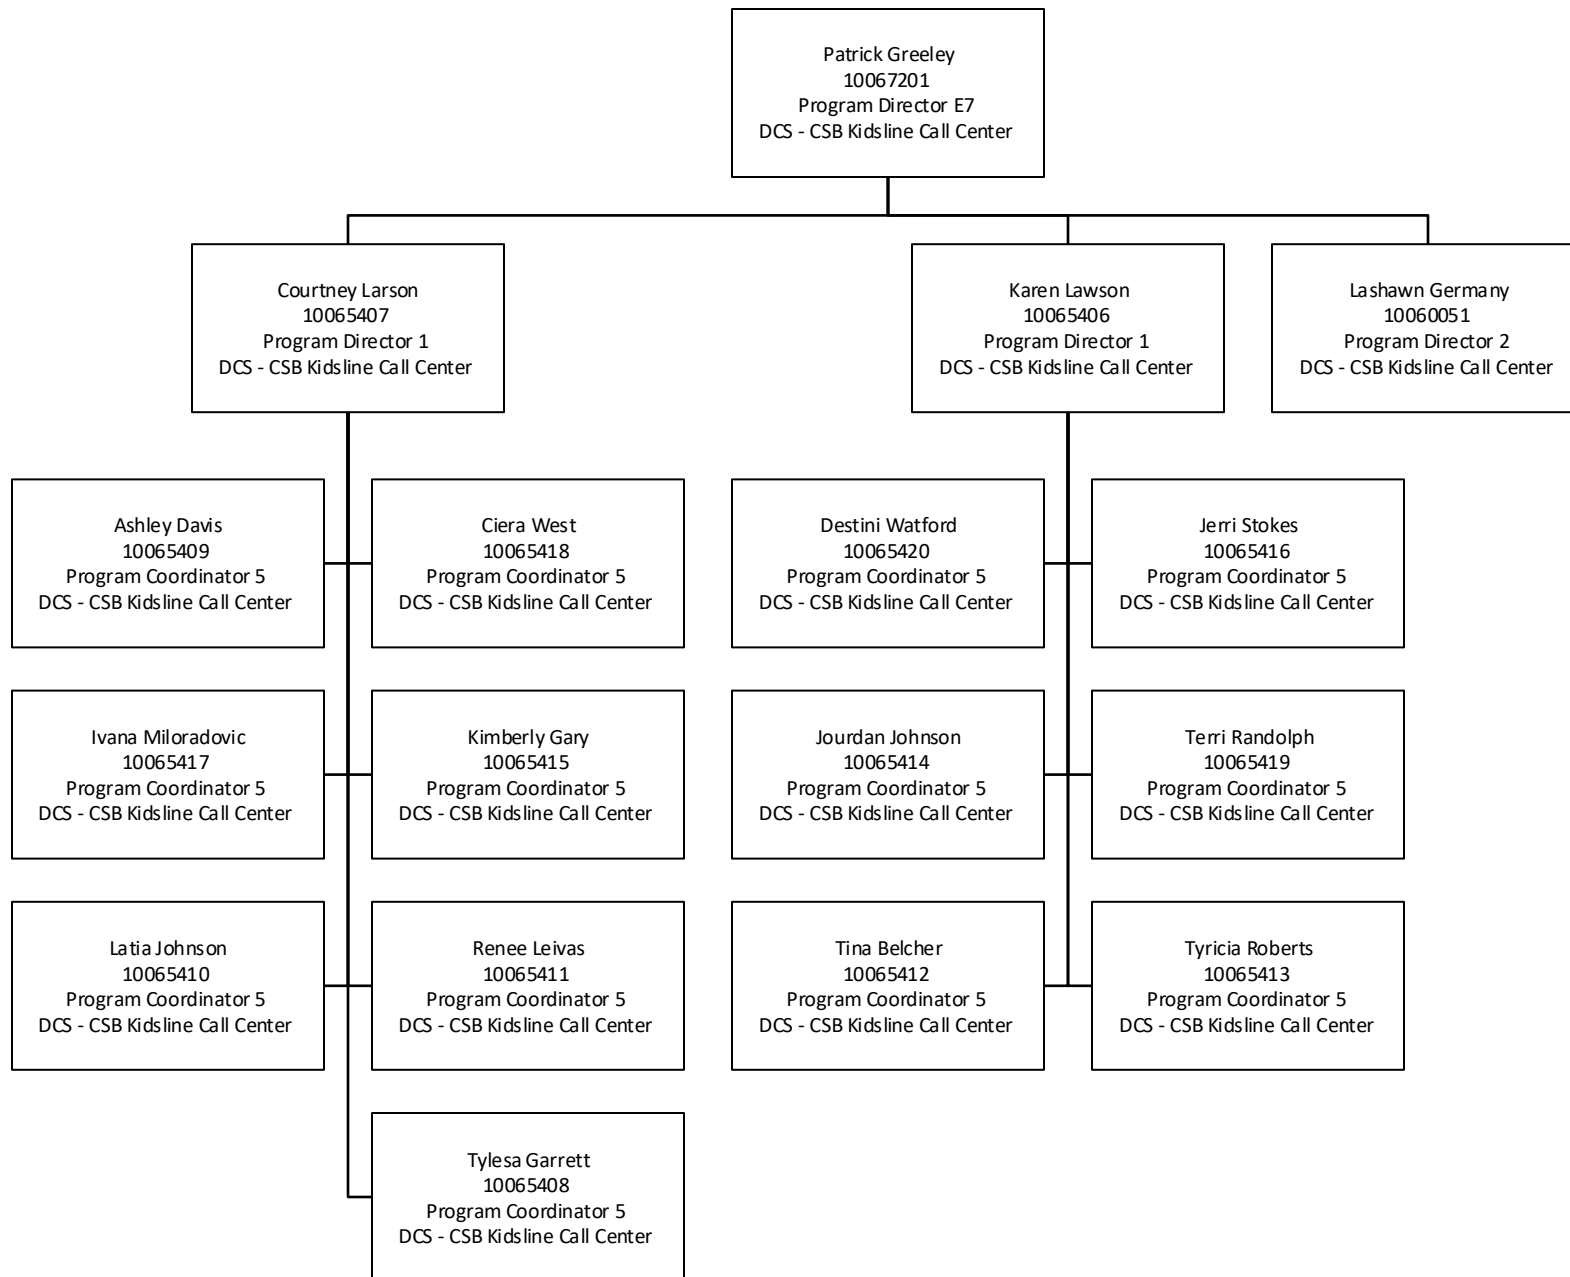 Patrick Greeley
10067201
Program Director E7
DCS - CSB Kidsline Call Center
Courtney Larson
10065407
Program Director 1
DCS - CSB Kidsline Call Center
Karen Lawson
10065406
Program Director 1
DCS - CSB Kidsline Call Center
Lashawn Germany
10060051
Program Director 2
DCS - CSB Kidsline Call Center
Ashley Davis
10065409
Program Coordinator 5
DCS - CSB Kidsline Call Center
Ciera West
10065418
Program Coordinator 5
DCS - CSB Kidsline Call Center
Destini Watford
10065420
Program Coordinator 5
DCS - CSB Kidsline Call Center
Jerri Stokes
10065416
Program Coordinator 5
DCS - CSB Kidsline Call Center
Ivana Miloradovic
10065417
Program Coordinator 5
DCS - CSB Kidsline Call Center
Kimberly Gary
10065415
Program Coordinator 5
DCS - CSB Kidsline Call Center
Jourdan Johnson
10065414
Program Coordinator 5
DCS - CSB Kidsline Call Center
Terri Randolph
10065419
Program Coordinator 5
DCS - CSB Kidsline Call Center
Latia Johnson
10065410
Program Coordinator 5
DCS - CSB Kidsline Call Center
Renee Leivas
10065411
Program Coordinator 5
DCS - CSB Kidsline Call Center
Tina Belcher
10065412
Program Coordinator 5
DCS - CSB Kidsline Call Center
Tyricia Roberts
10065413
Program Coordinator 5
DCS - CSB Kidsline Call Center
Tylesa Garrett
10065408
Program Coordinator 5
DCS - CSB Kidsline Call Center